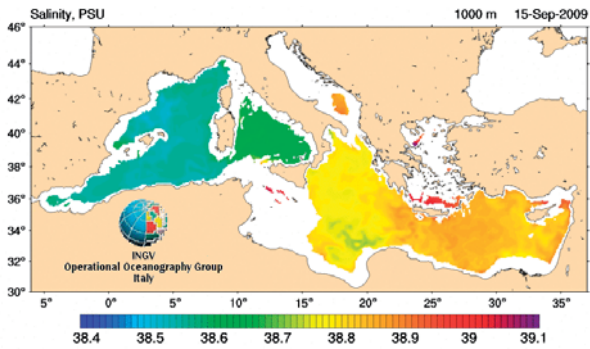 Salinity, PSU 1000 m 15-Sep-2009
46°
44°
42°
40°
38°
36°
34°
32°
30°
INGV
Operational Oceanography Group
Italy
5° 0° 5° 10° 15° 20° 25° 30° 35°
38.4 38.5 38.6 38.7 38.8 38.9 39 39.1